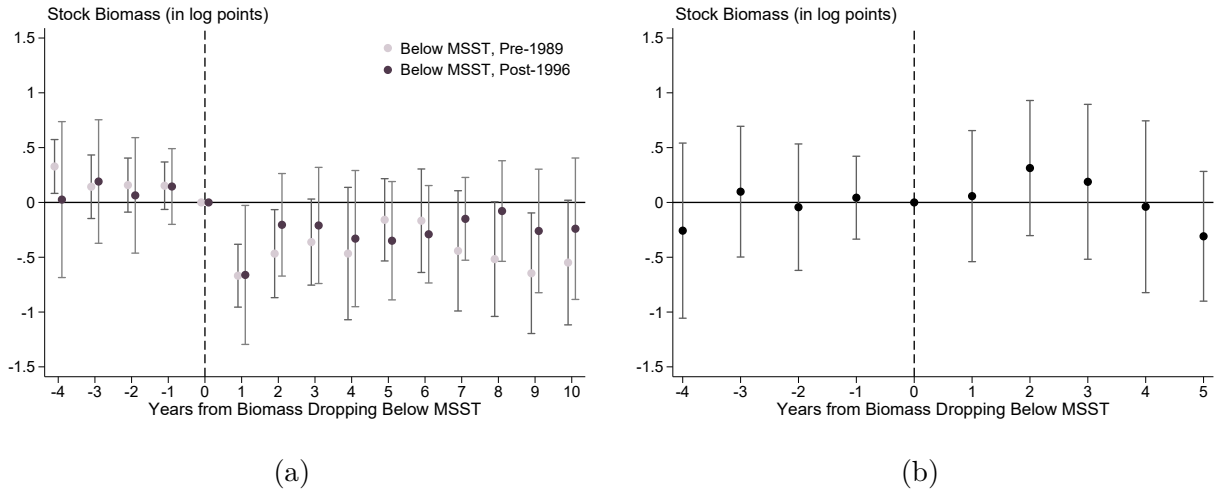 Stock Biomass (in log points)
1.5
1
.5
0
-.5
-1
-1.5
Below MSST, Pre-1989
Below MSST, Post-1996
-4 -3 -2 -1 0 1 2 3 4 5 6 7 8 9 10
Years from Biomass Dropping Below MSST
(a)
Stock Biomass (in log points)
1.5
1
.5
0
-.5
-1
-1.5
-4 -3 -2 -1 0 1 2 3 4 5
Years from Biomass Dropping Below MSST
(b)